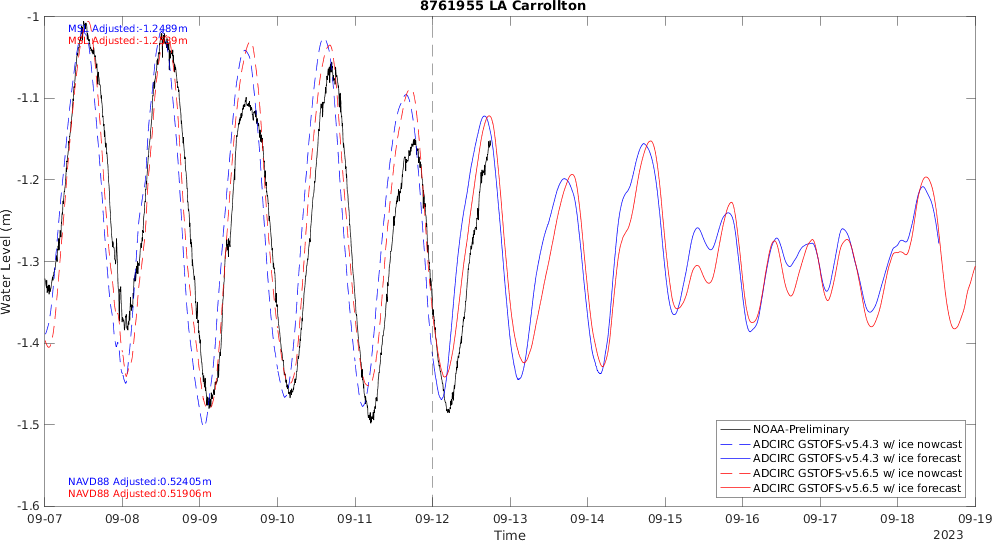 8761955 LA Carrollton
MSL Adjusted:-1.2489m
MSL
Water Level (m)
-1
-1.1
-1.2
-1.3
-1.4
-1.5
-1.6
NAVD88 Adjusted:0.52405m
NAVD88 Adjusted:0.51906m
NOAA-Preliminary
ADCIRC GSTOFS-v5.4.3 w/ ice nowcast
ADCIRC GSTOFS-v5.4.3 w/ ice forecast
ADCIRC GSTOFS-v5.6.5 w/ ice nowcast
ADCIRC GSTOFS-v5.6.5 w/ ice forecast
09-07 09-08 09-09 09-10 09-11 09-12 09-13 09-14 09-15 09-16 09-17 09-18 09-19
Time
2023